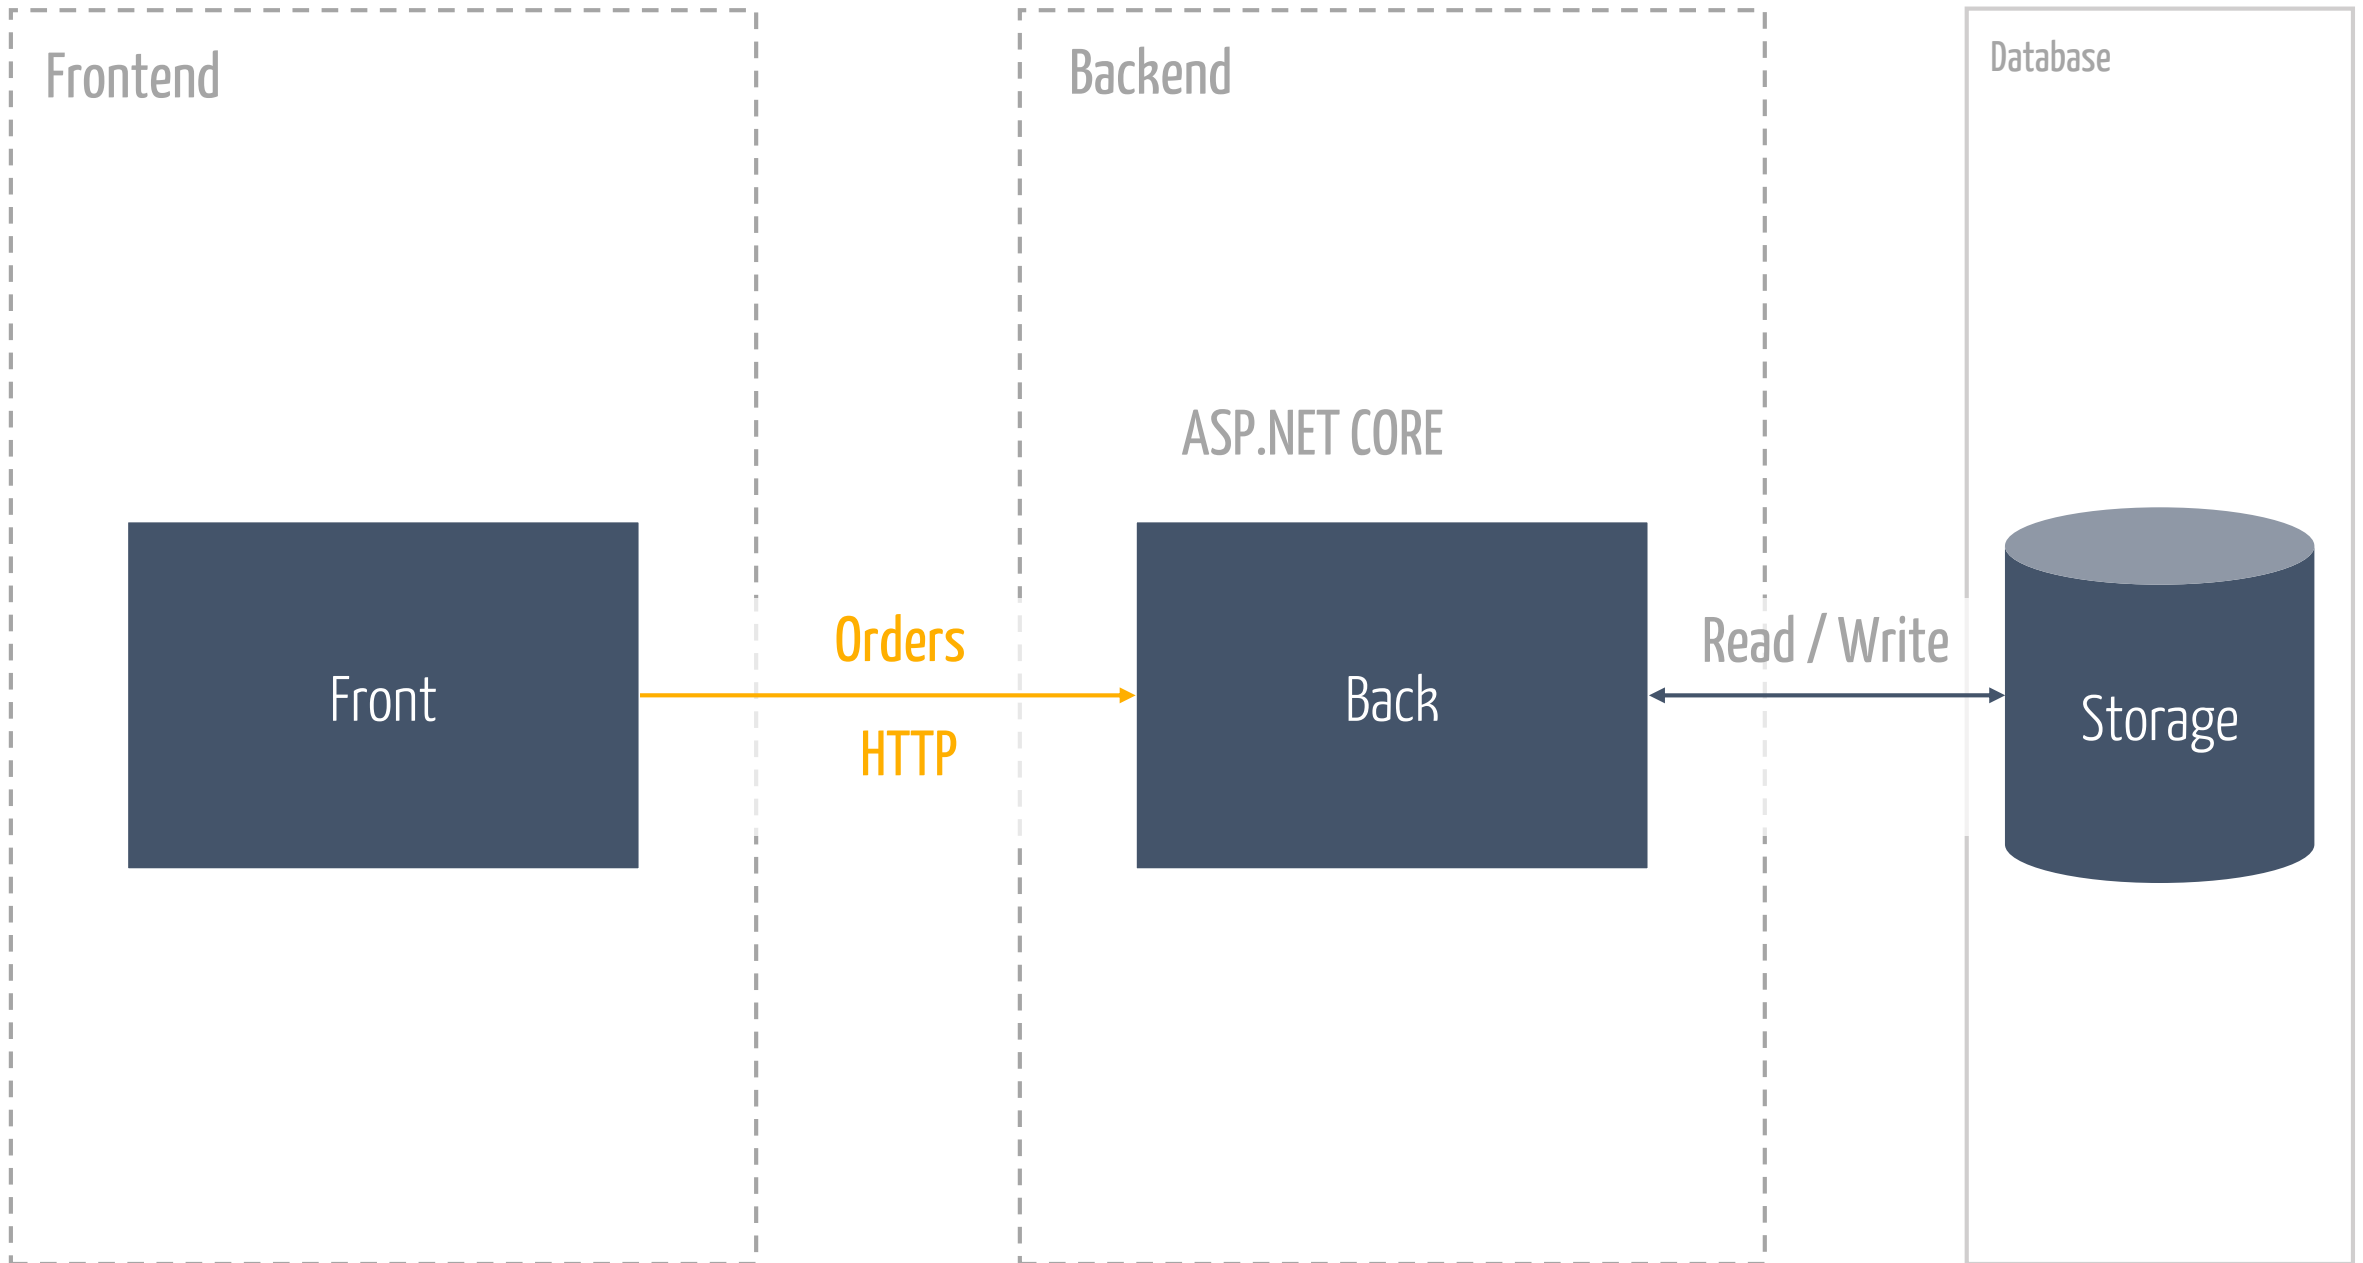 Frontend
Backend
Database
ASP.NET CORE
Orders
Read / Write
Front
Back
Storage
HTTP